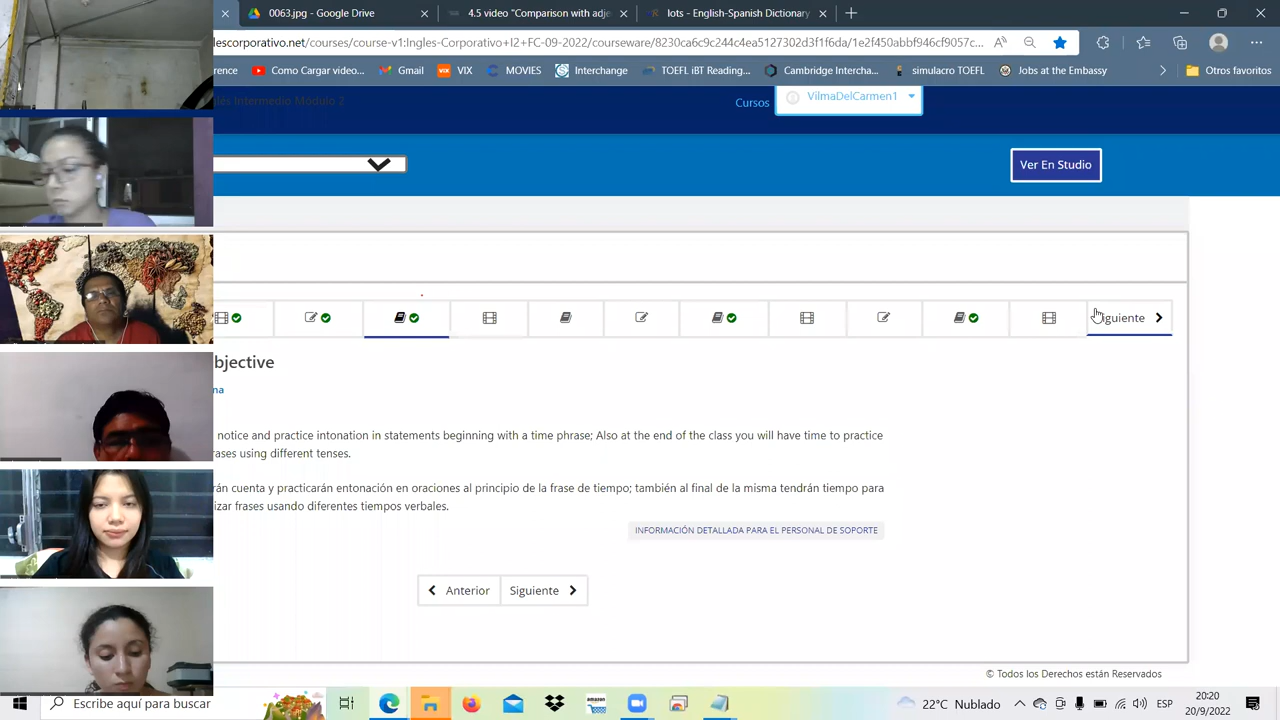 0063.jpg - Google Drive
4.5 video "Comparison with adje
lots - English-Spanish Dictionary
lescorporativo.net/courses/course-v1:Ingles-Corporativo+I2+FC-09-2022/courseware/8230ca6c9c244c4ea5127302d3f1f6da/1e2f450abbf946cf9057c...
rence
Como Cargar video...
Gmail
VIX
MOVIES
Interchange
TOEFL iBT Reading...
Cambridge Intercha...
simulacro TOEFL
Jobs at the Embassy
Otros favoritos
glés Intermedio Módulo 2
Cursos
VilmaDelCarmen1
Ver En Studio
iguiente
bjective
na
notice and practice intonation in statements beginning with a time phrase; Also at the end of the class you will have time to practice
rases using different tenses.
rán cuenta y practicarán entonación en oraciones al principio de la frase de tiempo; también al final de la misma tendrán tiempo para
izar frases usando diferentes tiempos verbales.
INFORMACIÓN DETALLADA PARA EL PERSONAL DE SOPORTE
Anterior
Siguiente
© Todos los Derechos están Reservados
Escribe aquí para buscar
amazon
22°C Nublado
ESP
20:20
20/9/2022